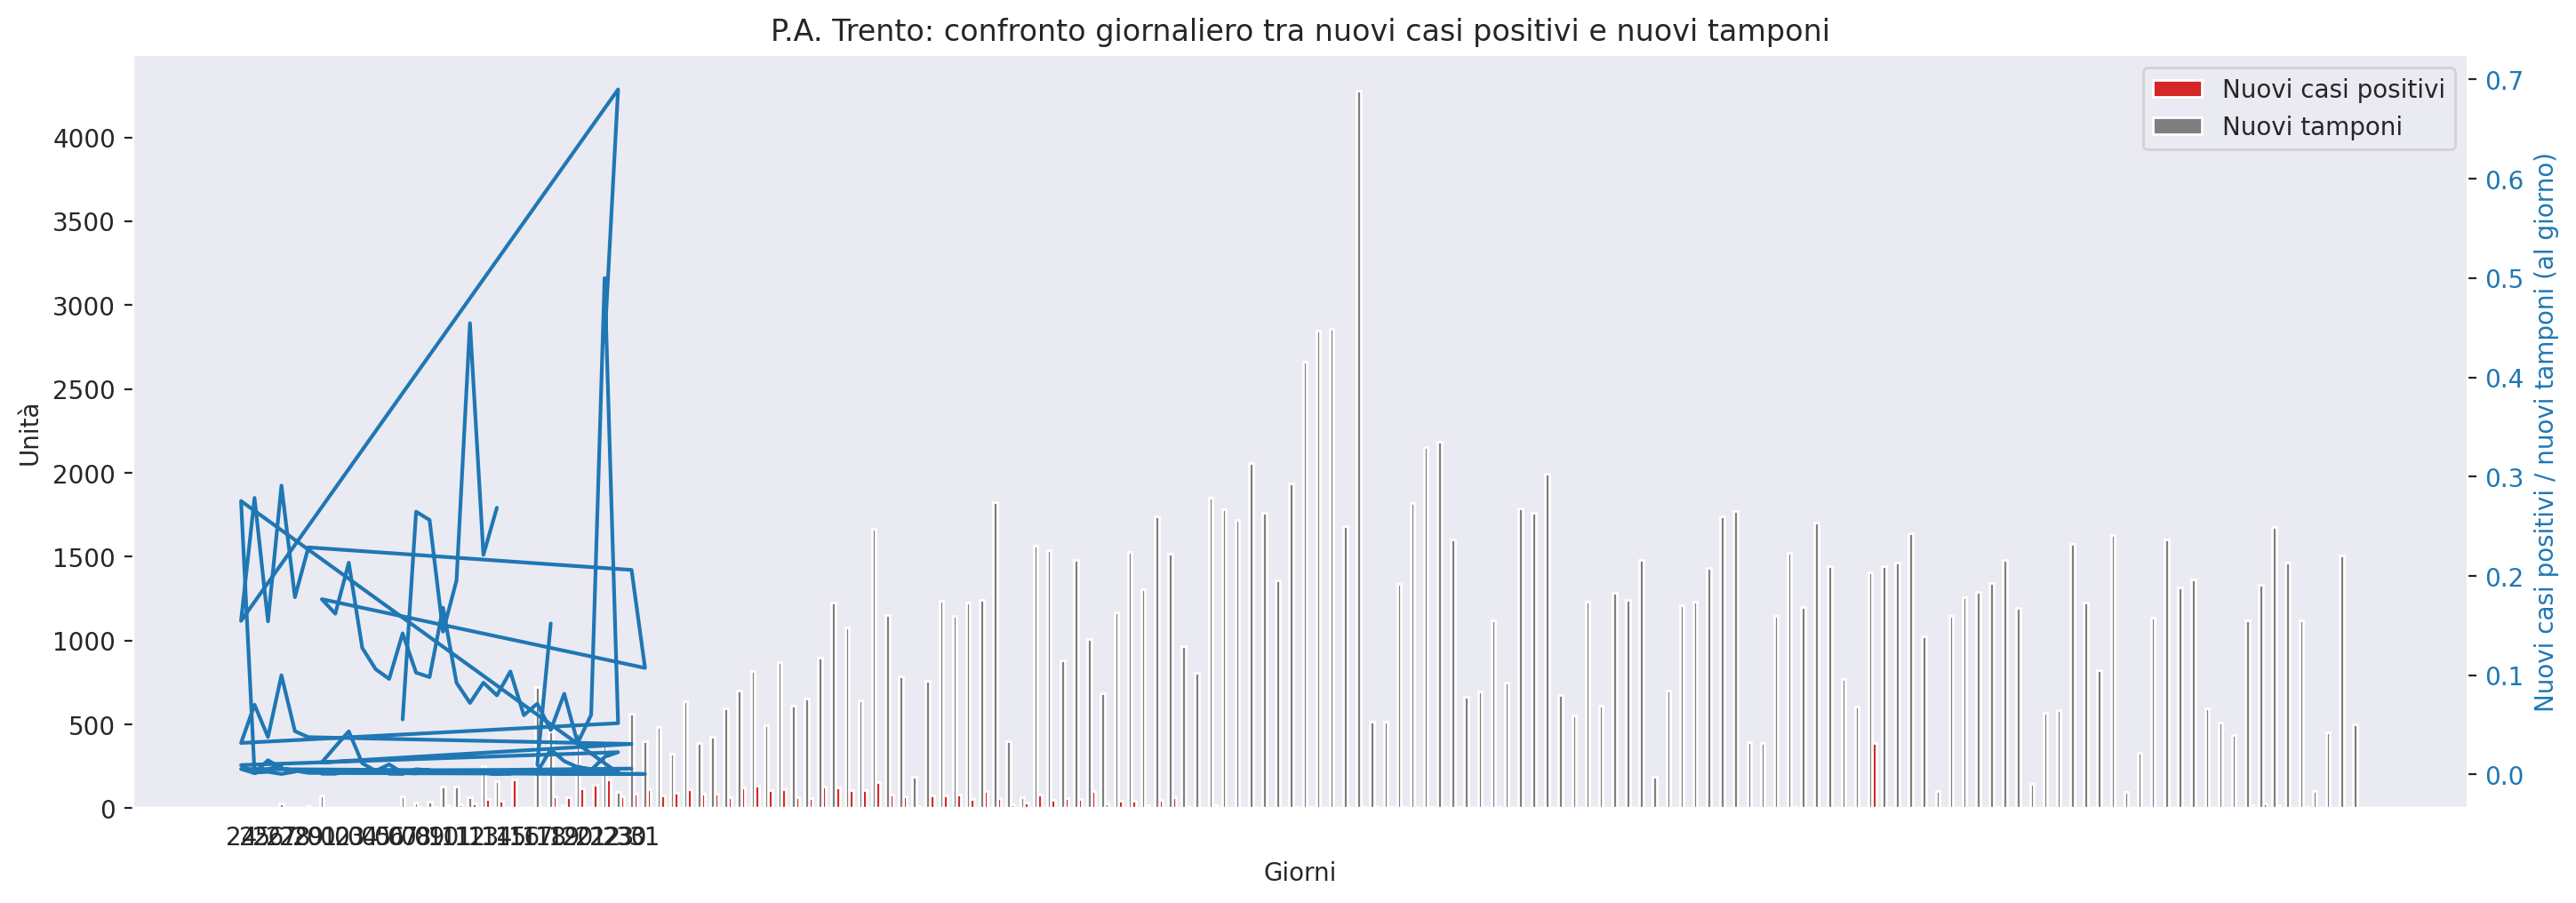 P.A. Trento: confronto giornaliero tra nuovi casi positivi e nuovi tamponi
Nuovi casi positivi
Nuovi tamponi
Unità
4000
3500
3000
2500
2000
1500
1000
500
0
0.7
0.6
0.5
0.4
0.3
0.2
0.1
0.0
Nuovi casi positivi / nuovi tamponi (al giorno)
Giorni